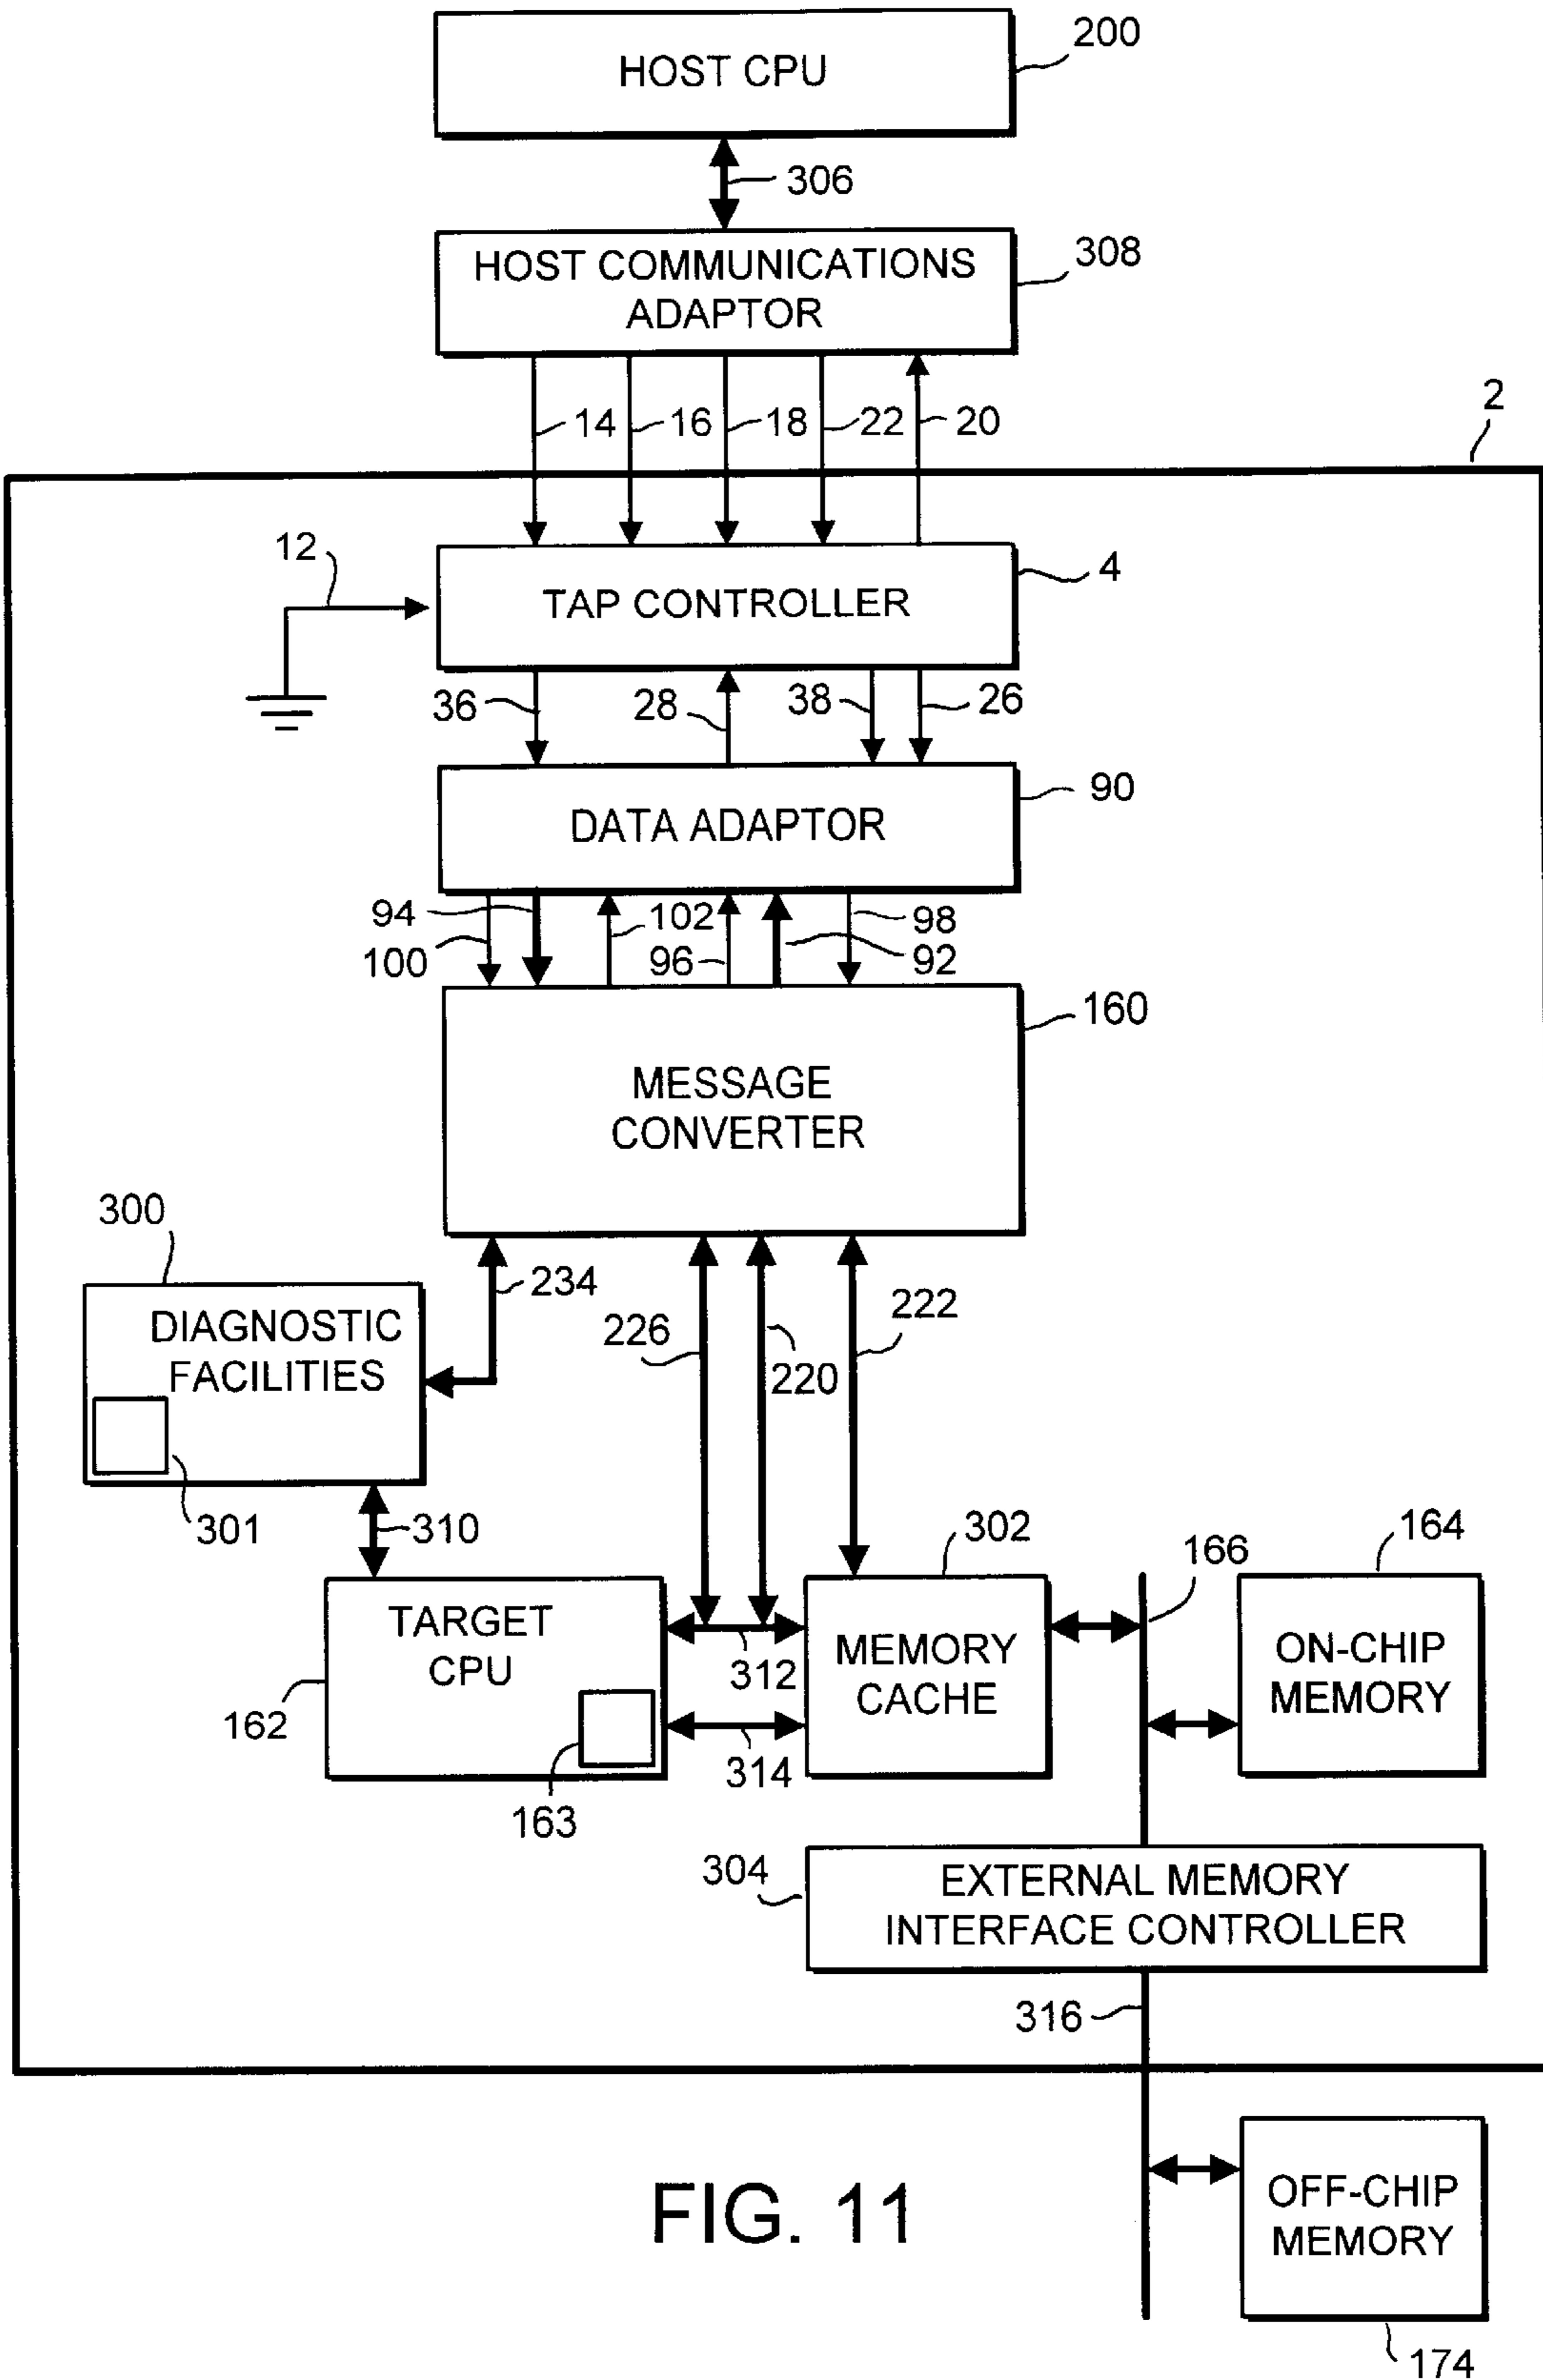 HOST CPU
200
306
HOST COMMUNICATIONS
ADAPTOR
308
14
16
18
22
20
2
12
TAP CONTROLLER
4
36
28
38
26
DATA ADAPTOR
90
94
100
102
96
92
98
MESSAGE
CONVERTER
160
300
DIAGNOSTIC
FACILITIES
301
234
226
220
222
310
TARGET
CPU
162
163
312
314
302
MEMORY
CACHE
166
164
ON-CHIP
MEMORY
304
EXTERNAL MEMORY
INTERFACE CONTROLLER
316
OFF-CHIP
MEMORY
174
FIG. 11